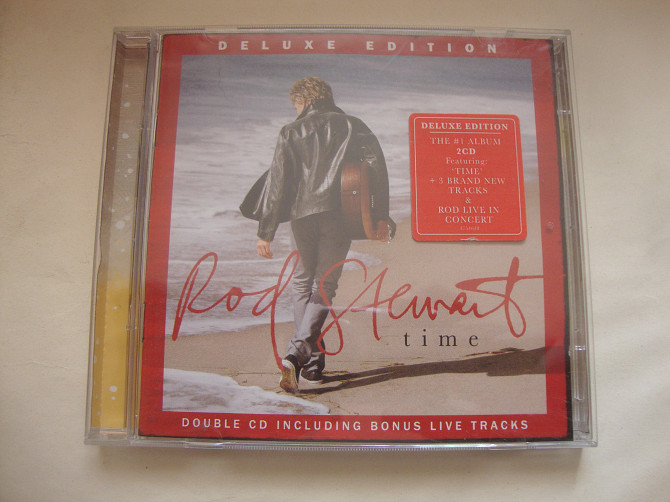 DELUXE EDITION
DELUXE EDITION
THE #1 ALBUM
2CD
Featuring:
'TIME'
+ 3 BRAND NEW
TRACKS
&
ROD LIVE IN
CONCERT
Rod Stewart
time
DOUBLE CD INCLUDING BONUS LIVE TRACKS